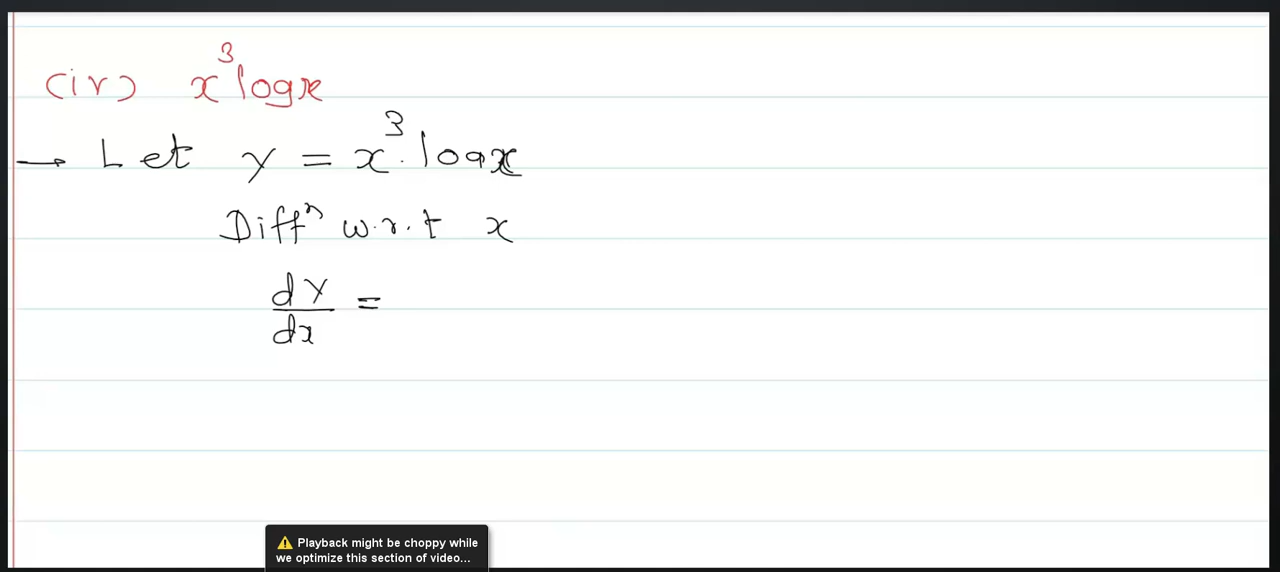 (iv) x³logx
→ Let y = x³.logx
Diffⁿ w.r.t x
dy/dx =
⚠ Playback might be choppy while
we optimize this section of video...